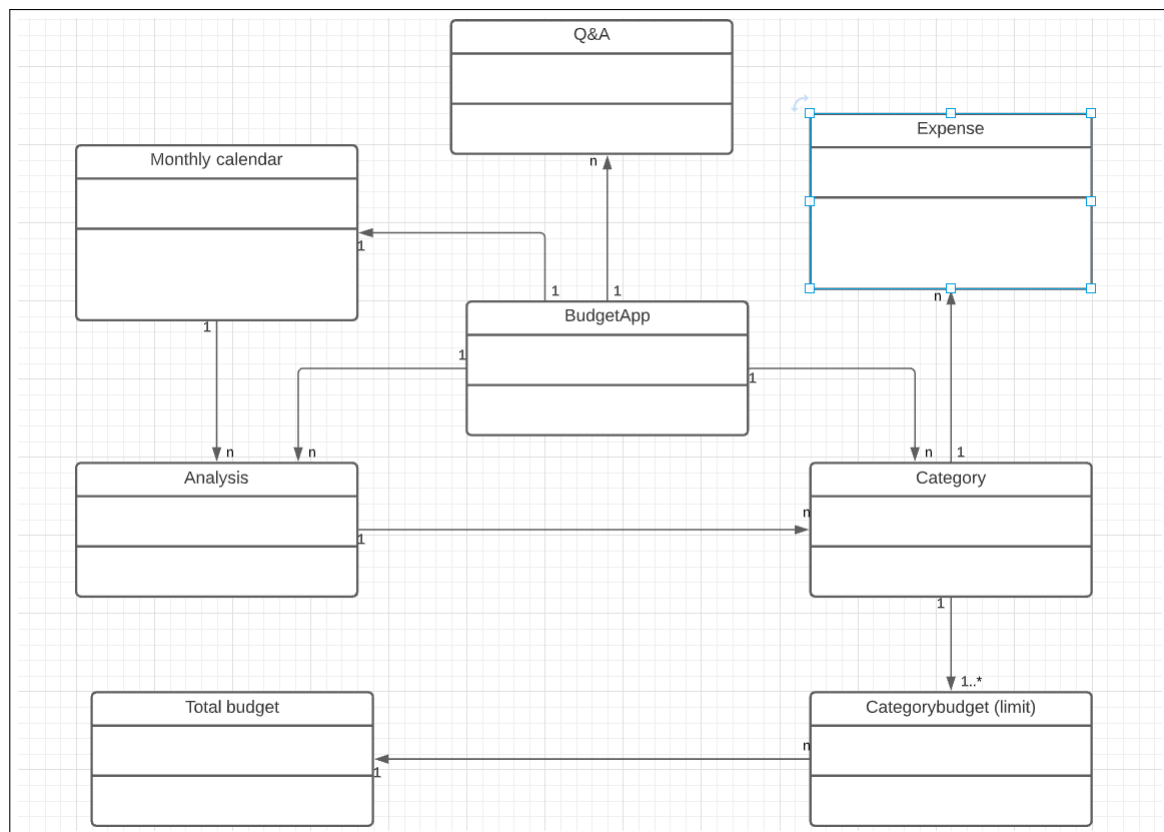 Q&A
Expense
Monthly calendar
n
1
n
1
1
BudgetApp
1
1
1
n
n
n
1
Analysis
Category
n
1
1
1..*
Total budget
Categorybudget (limit)
n
1